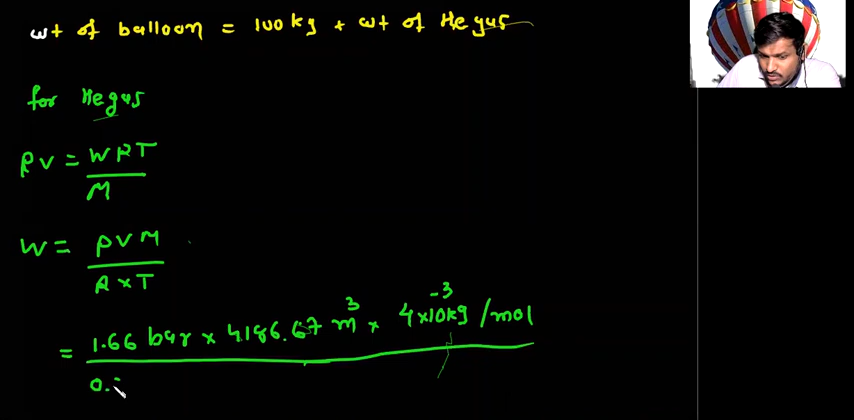 wt of balloon = 100 kg + wt of He gas
for He gas
PV = WRT / M
W = PVM / R × T
= 1.66 bar × 4186.67 m³ × 4×10⁻³ kg / mol
0.